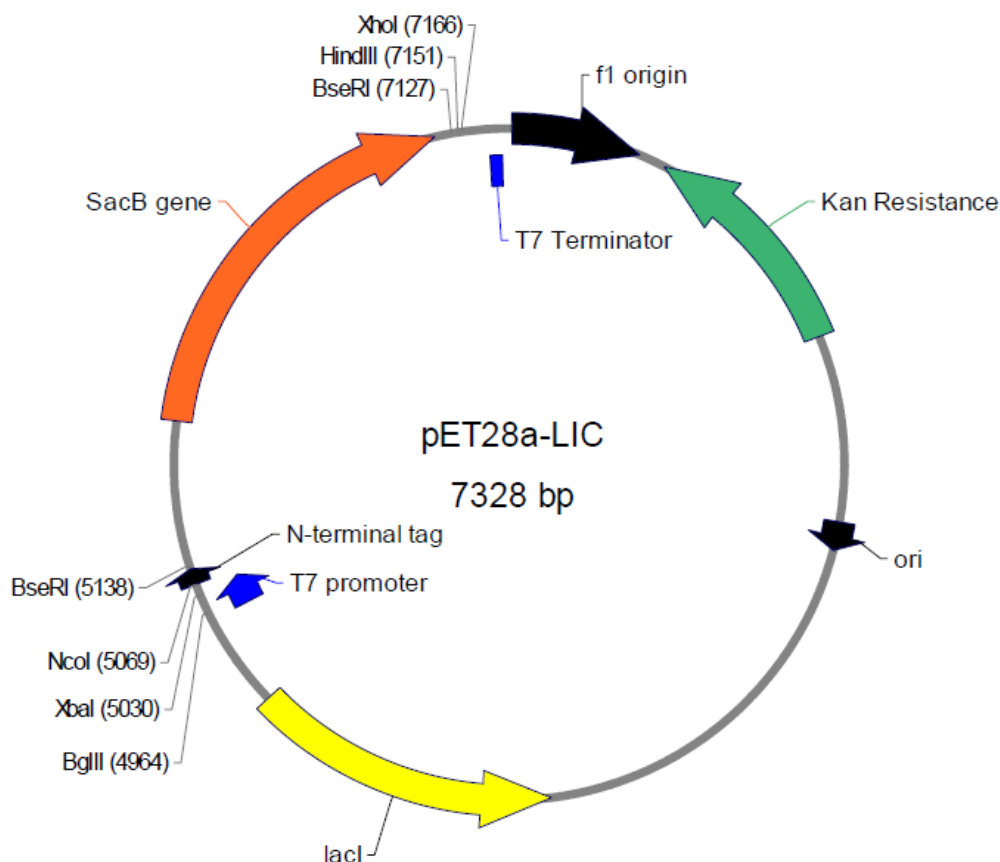 XhoI (7166)
HindIII (7151)
BseRI (7127)
f1 origin
SacB gene
Kan Resistance
T7 Terminator
pET28a-LIC
7328 bp
N-terminal tag
ori
BseRI (5138)
T7 promoter
NcoI (5069)
XbaI (5030)
BglII (4964)
lacI